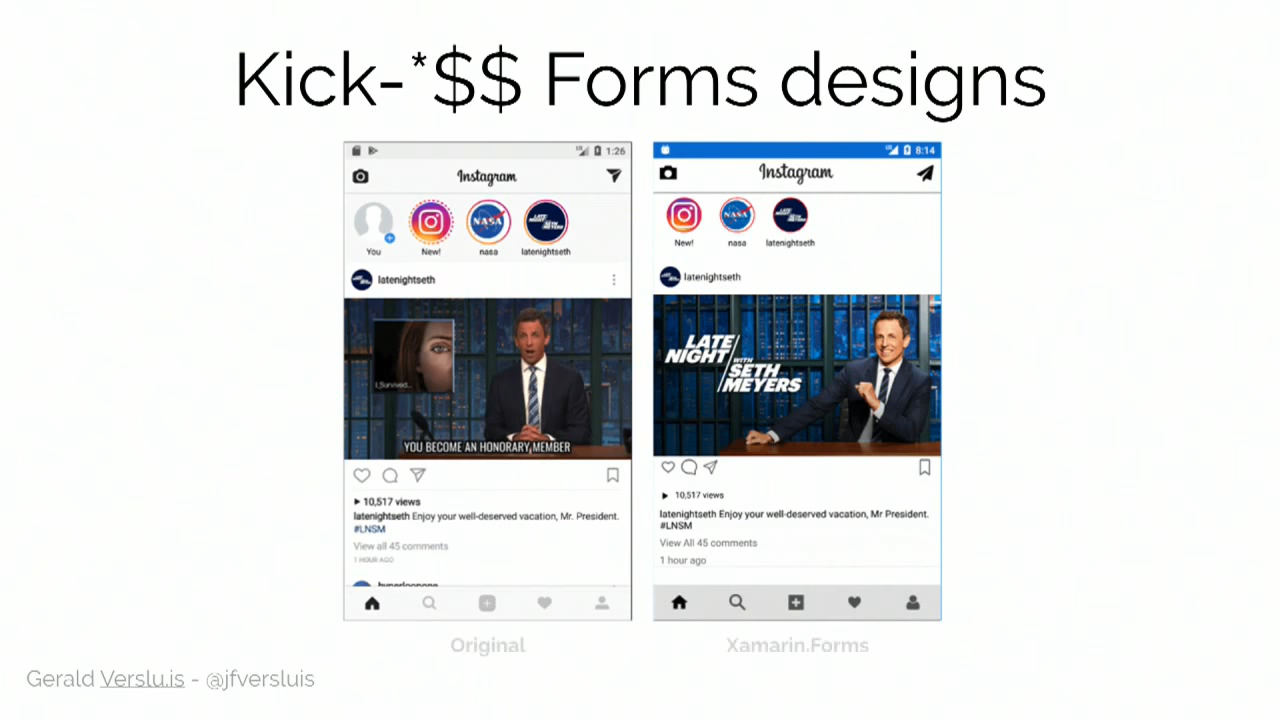 Kick-*$$ Forms designs
1:26
Instagram
You
New!
nasa
latenightseth
latenightseth
I_Survived...
YOU BECOME AN HONORARY MEMBER
10,517 views
latenightseth Enjoy your well-deserved vacation, Mr. President.
#LNSM
View all 45 comments
1 HOUR AGO
hyperloopone
Original
8:14
Instagram
New!
nasa
latenightseth
latenightseth
LATE
NIGHT
WITH
SETH
MEYERS
10,517 views
latenightseth Enjoy your well-deserved vacation, Mr. President.
#LNSM
View All 45 comments
1 hour ago
Xamarin.Forms
Gerald Verslu.is - @jfversluis